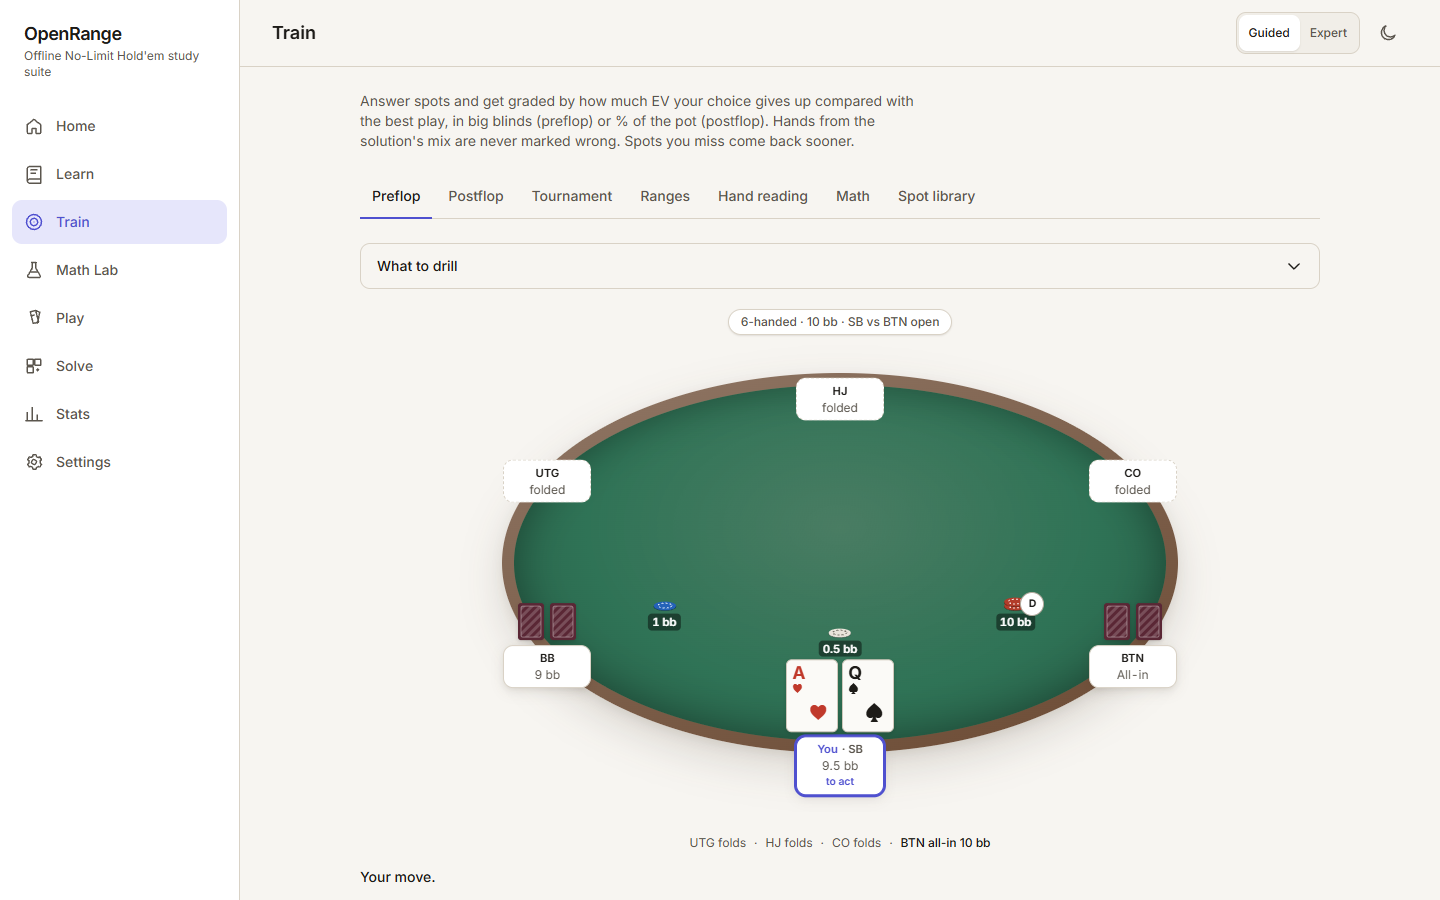 OpenRange
Offline No-Limit Hold'em study
suite
Home
Learn
Train
Math Lab
Play
Solve
Stats
Settings
Train
Guided
Expert
Answer spots and get graded by how much EV your choice gives up compared with
the best play, in big blinds (preflop) or % of the pot (postflop). Hands from the
solution's mix are never marked wrong. Spots you miss come back sooner.
Preflop
Postflop
Tournament
Ranges
Hand reading
Math
Spot library
What to drill
6-handed · 10 bb · SB vs BTN open
HJ
folded
UTG
folded
CO
folded
1 bb
D
10 bb
0.5 bb
BB
9 bb
A
Q
BTN
All-in
You · SB
9.5 bb
to act
UTG folds · HJ folds · CO folds · BTN all-in 10 bb
Your move.